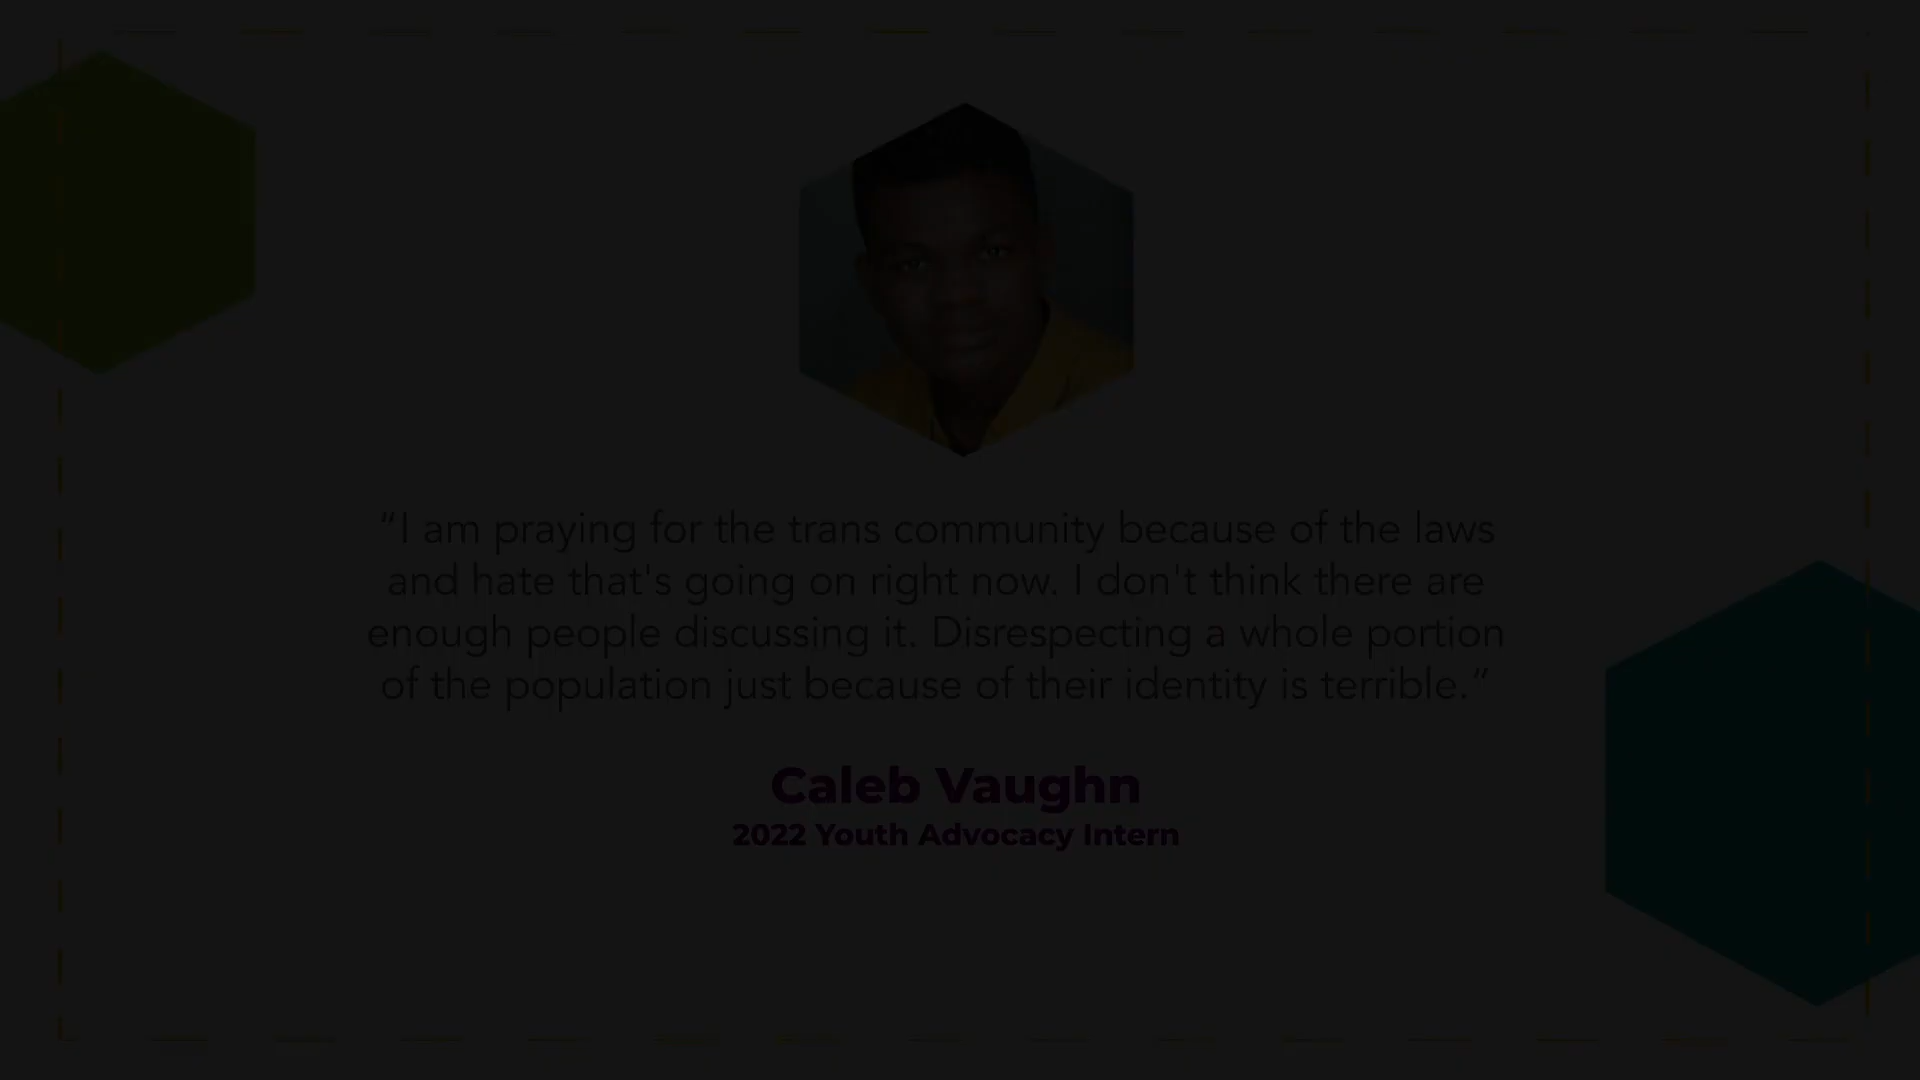 “I am praying for the trans community because of the laws
and hate that's going on right now. I don't think there are
enough people discussing it. Disrespecting a whole portion
of the population just because of their identity is terrible.”
Caleb Vaughn
2022 Youth Advocacy Intern